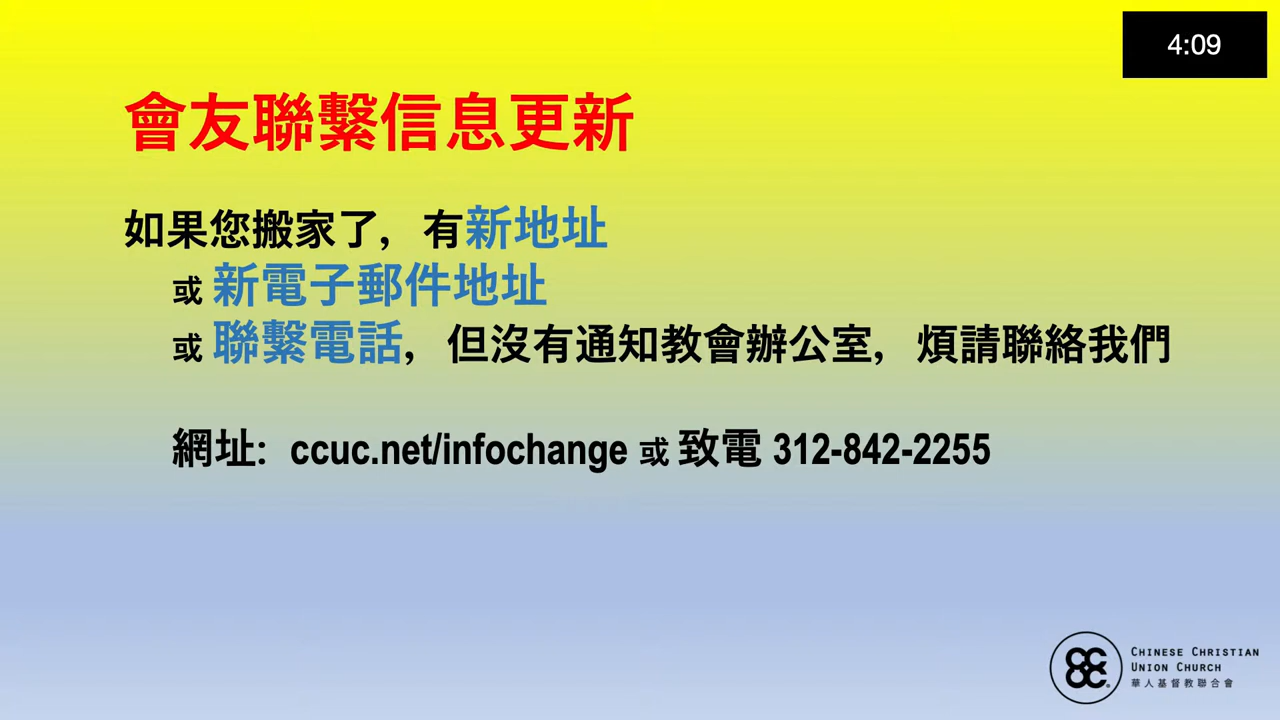 4:09
會友聯繫信息更新
如果您搬家了，有新地址
或 新電子郵件地址
或 聯繫電話，但沒有通知教會辦公室，煩請聯絡我們
網址: ccuc.net/infochange 或 致電 312-842-2255
CHINESE CHRISTIAN
UNION CHURCH
華人基督教聯合會